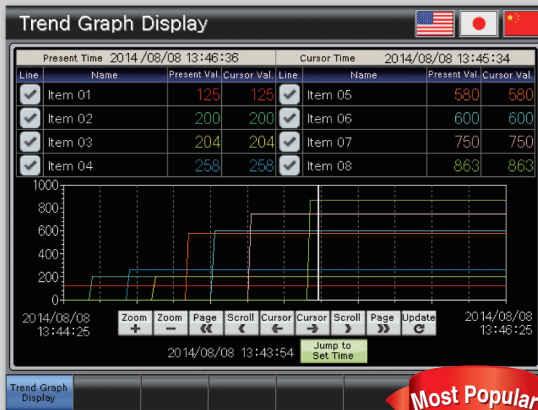 Trend Graph Display
Present Time 2014/08/08 13:46:36 Cursor Time 2014/08/08 13:45:34
Line Name Present Val. Cursor Val. Line Name Present Val. Cursor Val.
Item 01 125 125 Item 05 580 580
Item 02 200 200 Item 06 600 600
Item 03 204 204 Item 07 750 750
Item 04 258 258 Item 08 863 863
1000
800
600
400
200
0
2014/08/08 13:44:25
Zoom + Zoom − Page « Scroll ‹ Cursor ← Cursor → Scroll › Page » Update
2014/08/08 13:46:25
2014/08/08 13:43:54 Jump to Set Time
Trend Graph Display
Most Popular